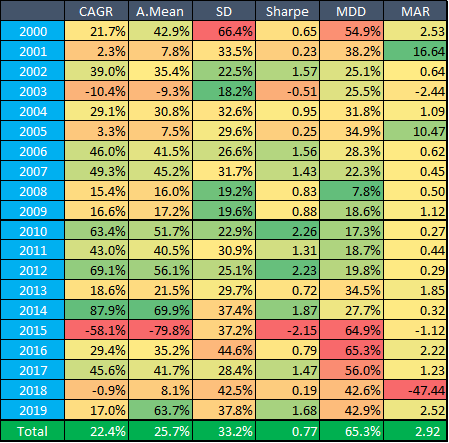 CAGR A.Mean SD Sharpe MDD MAR
2000 21.7% 42.9% 66.4% 0.65 54.9% 2.53
2001 2.3% 7.8% 33.5% 0.23 38.2% 16.64
2002 39.0% 35.4% 22.5% 1.57 25.1% 0.64
2003 -10.4% -9.3% 18.2% -0.51 25.5% -2.44
2004 29.1% 30.8% 32.6% 0.95 31.8% 1.09
2005 3.3% 7.5% 29.6% 0.25 34.9% 10.47
2006 46.0% 41.5% 26.6% 1.56 28.3% 0.62
2007 49.3% 45.2% 31.7% 1.43 22.3% 0.45
2008 15.4% 16.0% 19.2% 0.83 7.8% 0.50
2009 16.6% 17.2% 19.6% 0.88 18.6% 1.12
2010 63.4% 51.7% 22.9% 2.26 17.3% 0.27
2011 43.0% 40.5% 30.9% 1.31 18.7% 0.44
2012 69.1% 56.1% 25.1% 2.23 19.8% 0.29
2013 18.6% 21.5% 29.7% 0.72 34.5% 1.85
2014 87.9% 69.9% 37.4% 1.87 27.7% 0.32
2015 -58.1% -79.8% 37.2% -2.15 64.9% -1.12
2016 29.4% 35.2% 44.6% 0.79 65.3% 2.22
2017 45.6% 41.7% 28.4% 1.47 56.0% 1.23
2018 -0.9% 8.1% 42.5% 0.19 42.6% -47.44
2019 17.0% 63.7% 37.8% 1.68 42.9% 2.52
Total 22.4% 25.7% 33.2% 0.77 65.3% 2.92